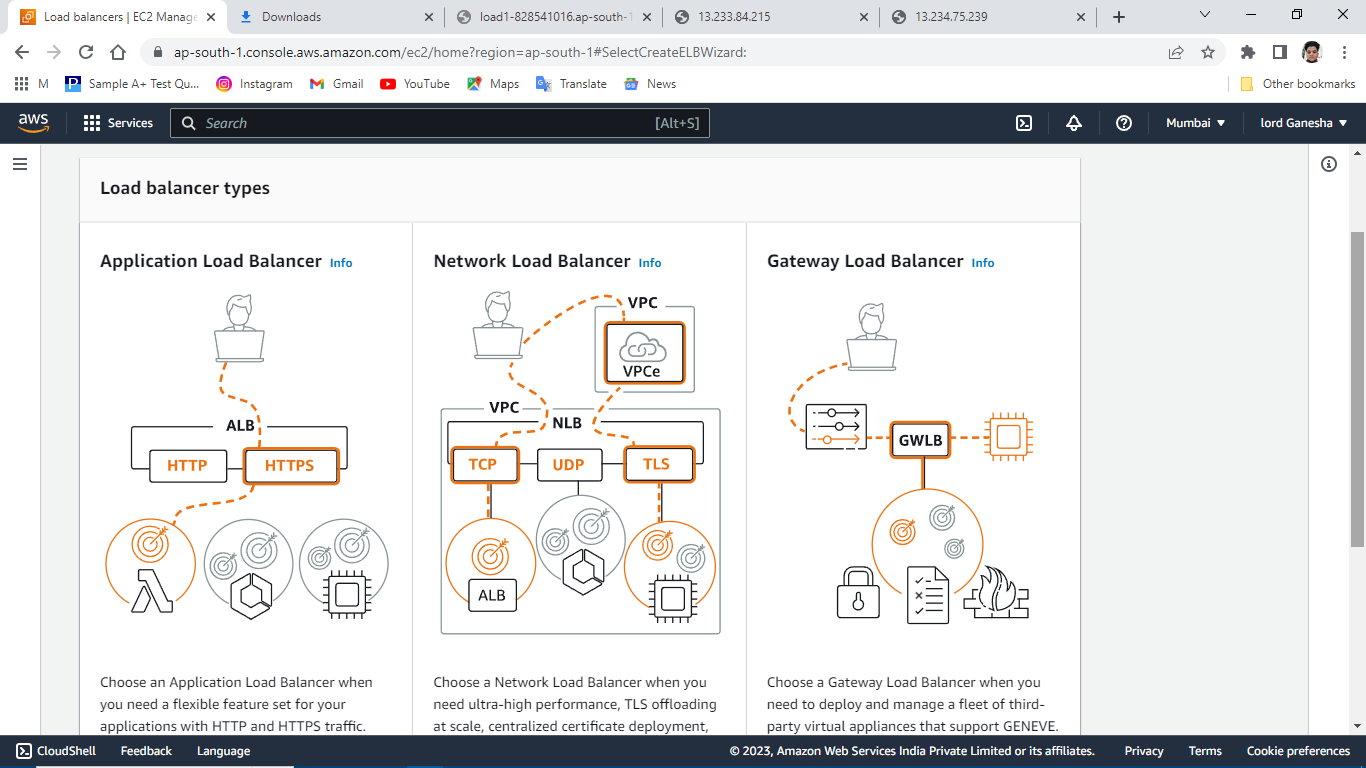 Load balancers | EC2 Manage
Downloads
load1-828541016.ap-south-1
13.233.84.215
13.234.75.239
ap-south-1.console.aws.amazon.com/ec2/home?region=ap-south-1#SelectCreateELBWizard:
M
Sample A+ Test Qu...
Instagram
Gmail
YouTube
Maps
Translate
News
Other bookmarks
aws
Services
Search
[Alt+S]
Mumbai
lord Ganesha
Load balancer types
Application Load Balancer Info
ALB
HTTP
HTTPS
Choose an Application Load Balancer when
you need a flexible feature set for your
applications with HTTP and HTTPS traffic.
Network Load Balancer Info
VPC
VPCe
VPC
NLB
TCP
UDP
TLS
ALB
Choose a Network Load Balancer when you
need ultra-high performance, TLS offloading
at scale, centralized certificate deployment,
Gateway Load Balancer Info
GWLB
Choose a Gateway Load Balancer when you
need to deploy and manage a fleet of third-
party virtual appliances that support GENEVE.
CloudShell
Feedback
Language
© 2023, Amazon Web Services India Private Limited or its affiliates.
Privacy
Terms
Cookie preferences